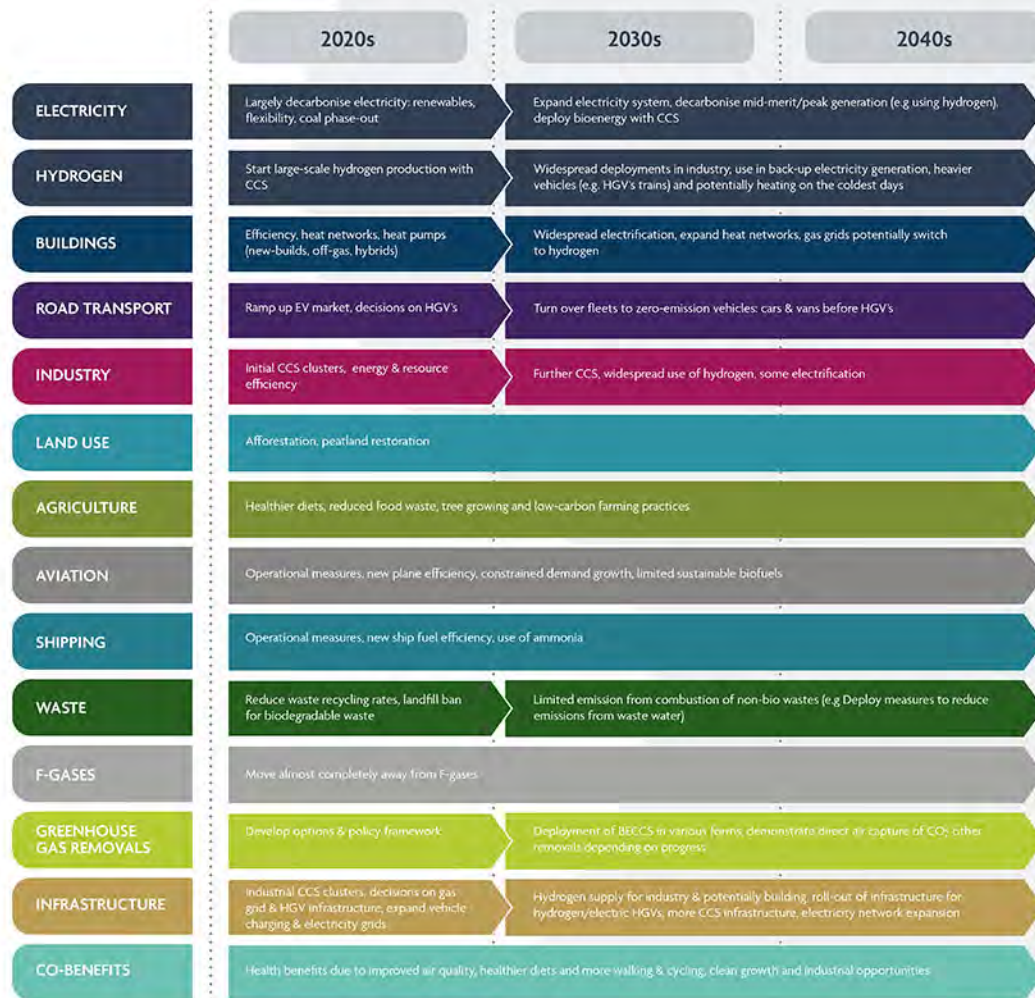 2020s
2030s
2040s
ELECTRICITY
Largely decarbonise electricity: renewables,
flexibility, coal phase-out
Expand electricity system, decarbonise mid-merit/peak generation (e.g using hydrogen),
deploy bioenergy with CCS
HYDROGEN
Start large-scale hydrogen production with
CCS
Widespread deployments in industry, use in back-up electricity generation, heavier
vehicles (e.g. HGV's trains) and potentially heating on the coldest days
BUILDINGS
Efficiency, heat networks, heat pumps
(new-builds, off-gas, hybrids)
Widespread electrification, expand heat networks, gas grids potentially switch
to hydrogen
ROAD TRANSPORT
Ramp up EV market, decisions on HGV's
Turn over fleets to zero-emission vehicles: cars & vans before HGV's
INDUSTRY
Initial CCS clusters, energy & resource
efficiency
Further CCS, widespread use of hydrogen, some electrification
LAND USE
Afforestation, peatland restoration
AGRICULTURE
Healthier diets, reduced food waste, tree growing and low-carbon farming practices
AVIATION
Operational measures, new plane efficiency, constrained demand growth, limited sustainable biofuels
SHIPPING
Operational measures, new ship fuel efficiency, use of ammonia
WASTE
Reduce waste recycling rates, landfill ban
for biodegradable waste
Limited emission from combustion of non-bio wastes (e.g Deploy measures to reduce
emissions from waste water)
F-GASES
Move almost completely away from F-gases
GREENHOUSE
GAS REMOVALS
Develop options & policy framework
Deployment of BECCS in various forms, demonstrate direct air capture of CO₂, other
removals depending on progress
INFRASTRUCTURE
Industrial CCS clusters, decisions on gas
grid & HGV infrastructure, expand vehicle
charging & electricity grids
Hydrogen supply for industry & potentially building, roll-out of infrastructure for
hydrogen/electric HGVs, more CCS infrastructure, electricity network expansion
CO-BENEFITS
Health benefits due to improved air quality, healthier diets and more walking & cycling, clean growth and industrial opportunities